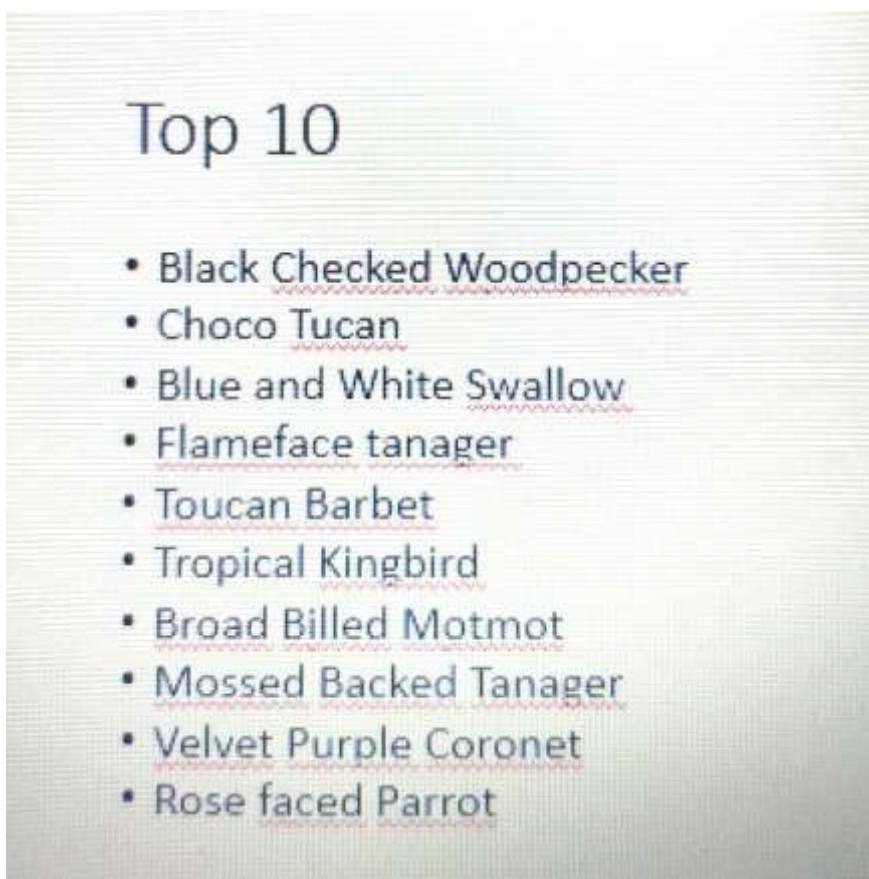 Top 10
• Black Checked Woodpecker
• Choco Tucan
• Blue and White Swallow
• Flameface tanager
• Toucan Barbet
• Tropical Kingbird
• Broad Billed Motmot
• Mossed Backed Tanager
• Velvet Purple Coronet
• Rose faced Parrot